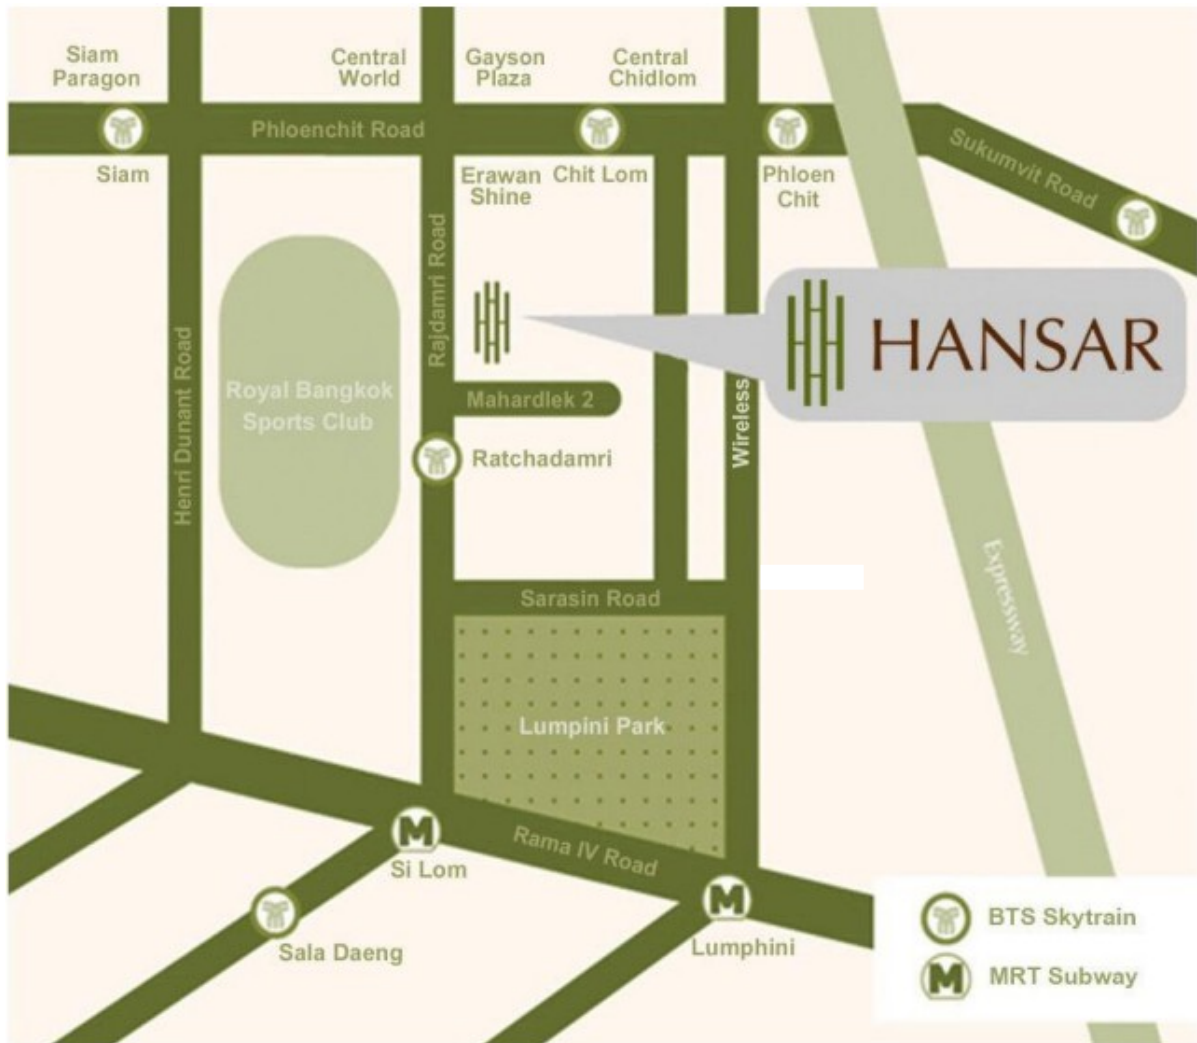 Siam
Paragon
Central
World
Gayson
Plaza
Central
Chidlom
Phloenchit Road
Sukumvit Road
Siam
Erawan
Shine
Chit Lom
Phloen
Chit
Rajdamri Road
HANSAR
Henri Dunant Road
Royal Bangkok
Sports Club
Mahardlek 2
Wireless
Ratchadamri
Expressway
Sarasin Road
Lumpini Park
Rama IV Road
M
Si Lom
M
Lumphini
Sala Daeng
BTS Skytrain
M
MRT Subway